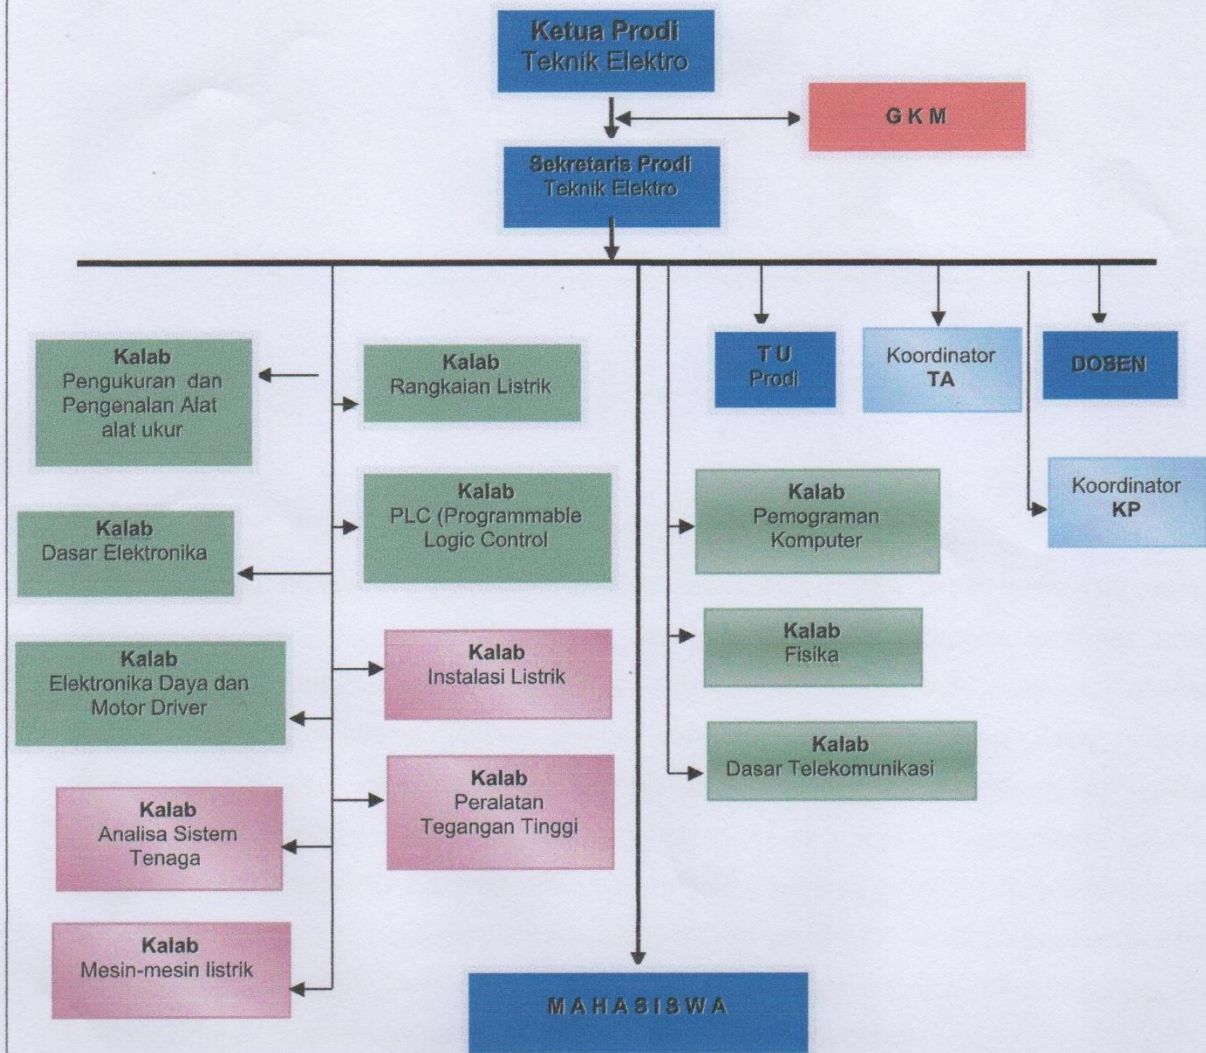 Ketua Prodi
Teknik Elektro
G K M
Sekretaris Prodi
Teknik Elektro
Kalab
Pengukuran dan
Pengenalan Alat
alat ukur
Kalab
Rangkaian Listrik
T U
Prodi
Koordinator
TA
DOSEN
Kalab
Dasar Elektronika
Kalab
PLC (Programmable
Logic Control
Kalab
Pemograman
Komputer
Koordinator
KP
Kalab
Elektronika Daya dan
Motor Driver
Kalab
Instalasi Listrik
Kalab
Fisika
Kalab
Analisa Sistem
Tenaga
Kalab
Peralatan
Tegangan Tinggi
Kalab
Dasar Telekomunikasi
Kalab
Mesin-mesin listrik
M A H A S I S W A